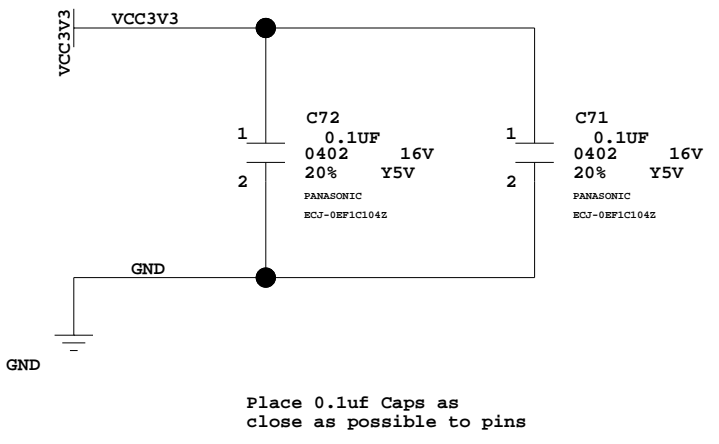 VCC3V3
VCC3V3
C72
0.1UF
1
0402 16V
20% Y5V
2
PANASONIC
ECJ-0EF1C104Z
C71
0.1UF
1
0402 16V
20% Y5V
2
PANASONIC
ECJ-0EF1C104Z
GND
GND
Place 0.1uf Caps as
close as possible to pins